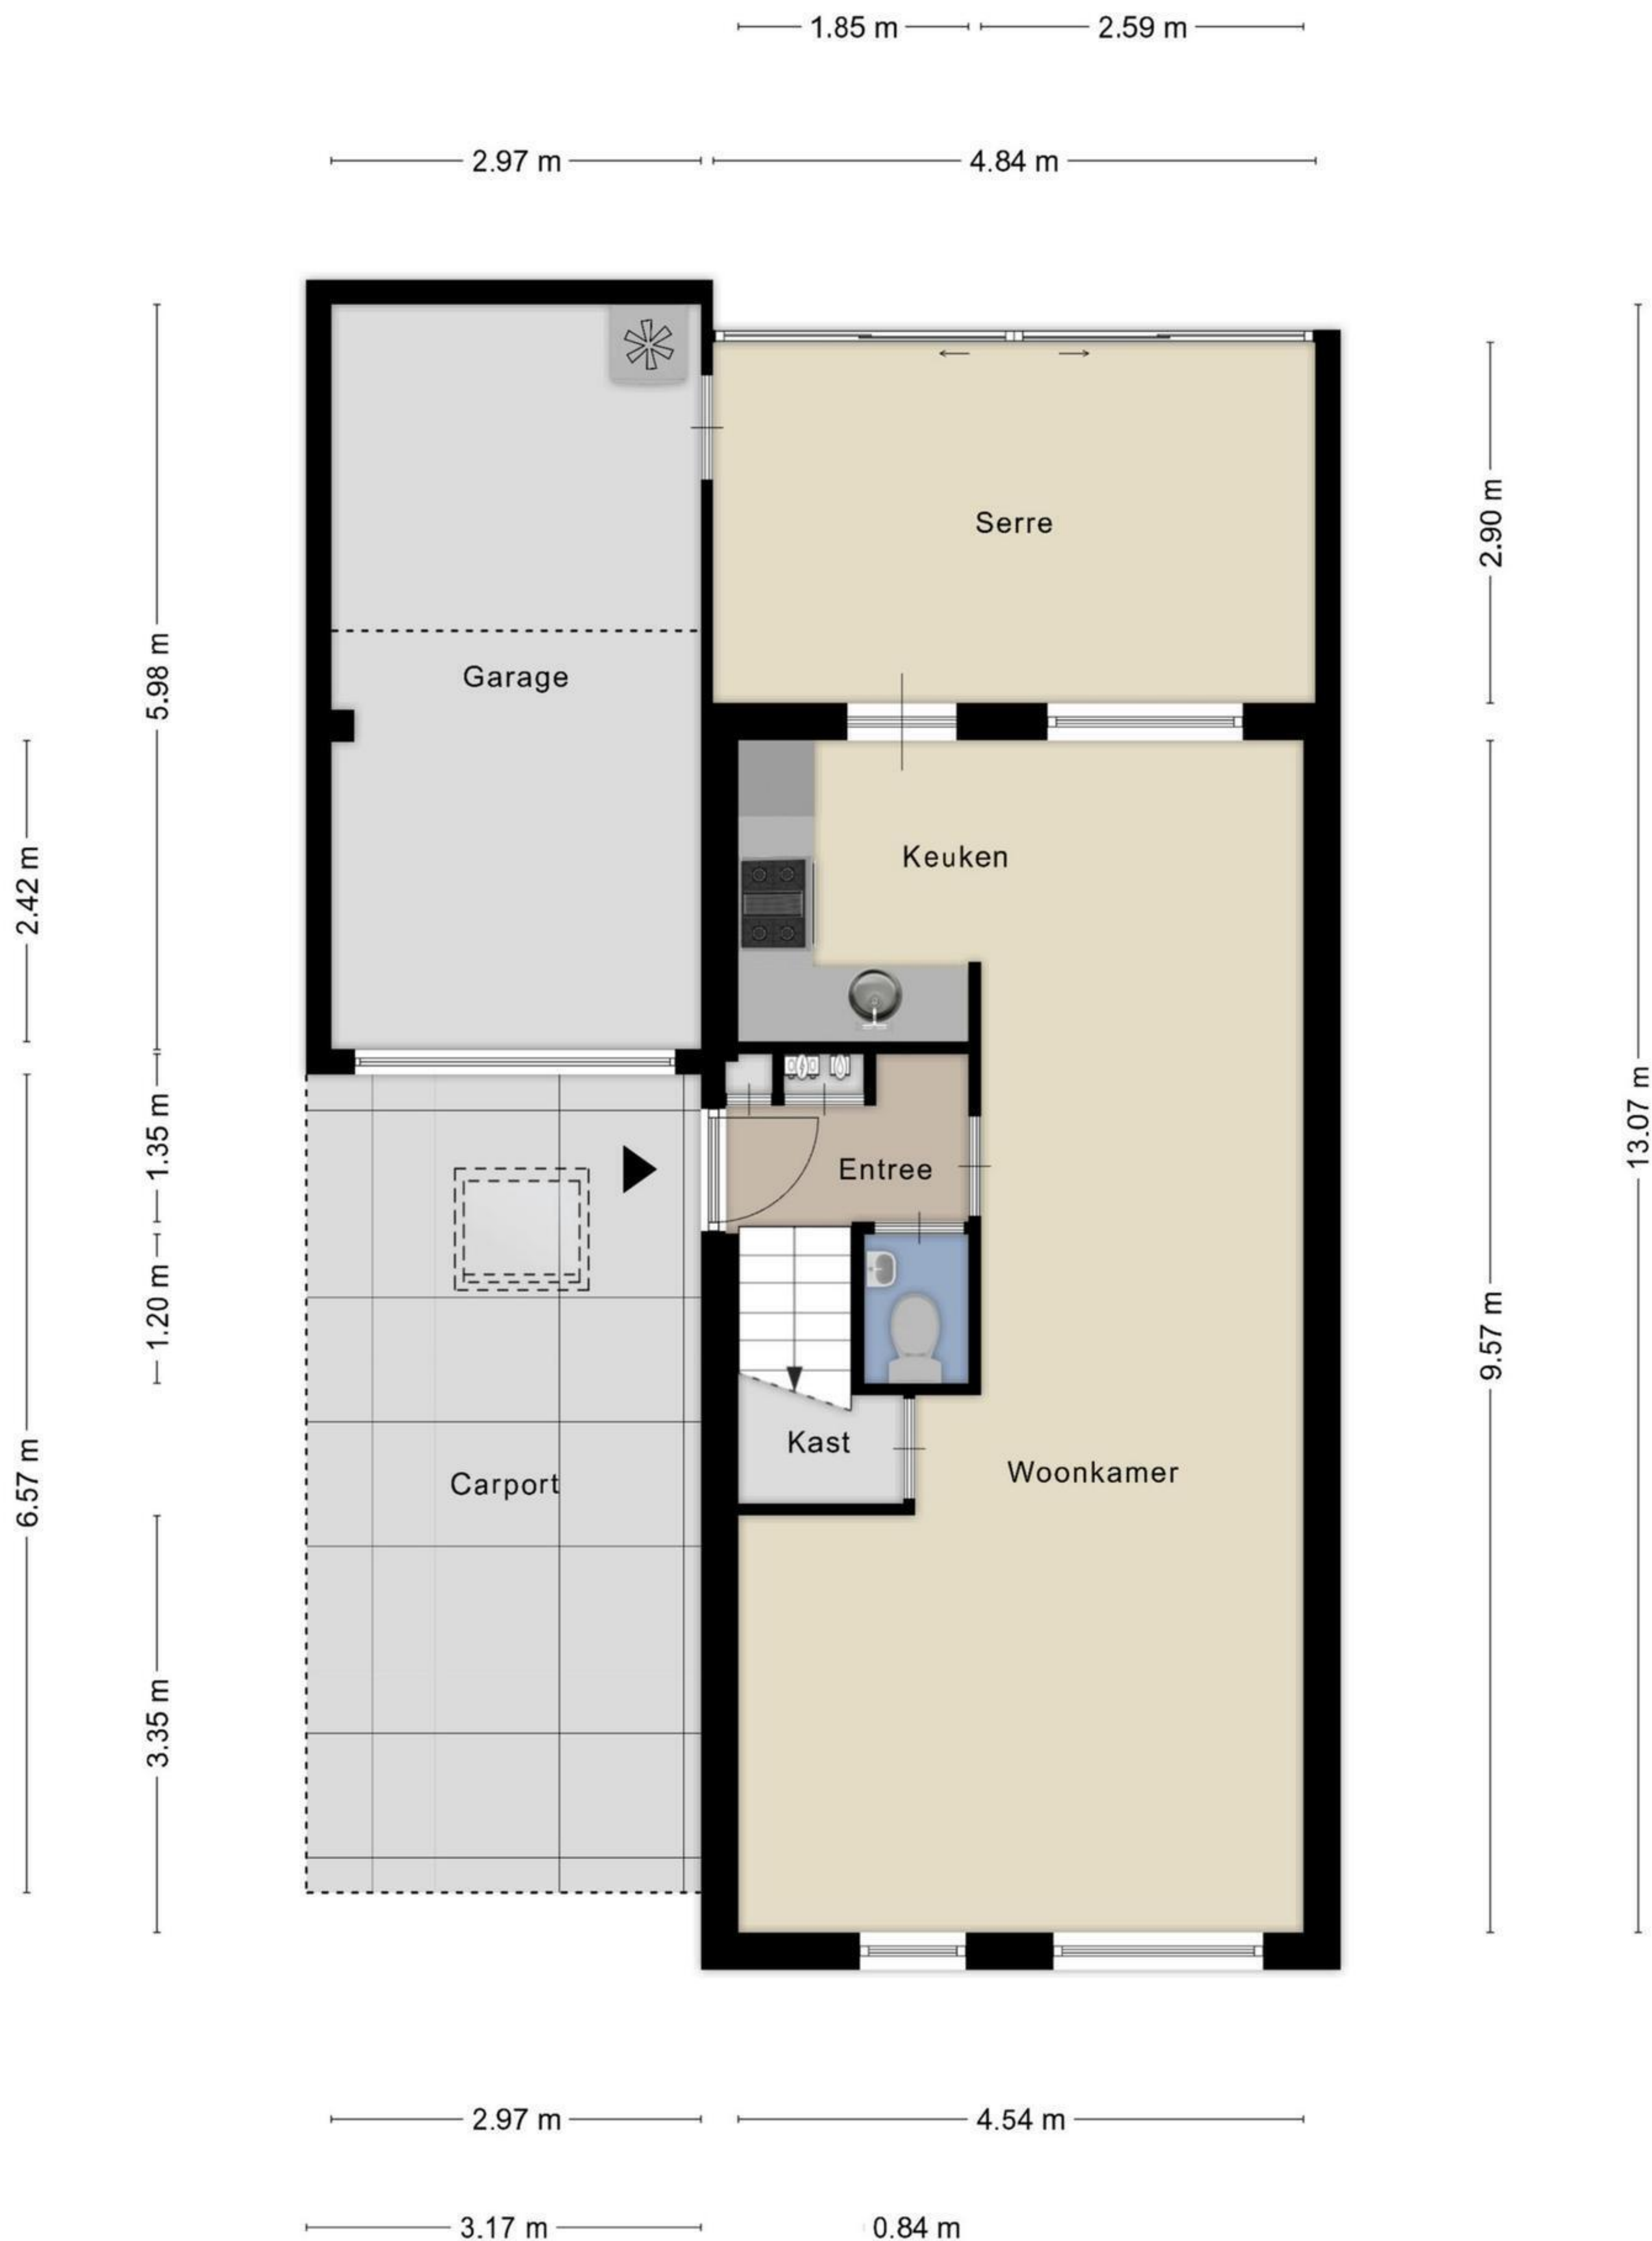 1.85 m
2.59 m
2.97 m
4.84 m
Serre
2.90 m
5.98 m
Garage
2.42 m
Keuken
13.07 m
1.35 m
Entree
1.20 m
9.57 m
Kast
6.57 m
Carport
Woonkamer
3.35 m
2.97 m
4.54 m
3.17 m
0.84 m